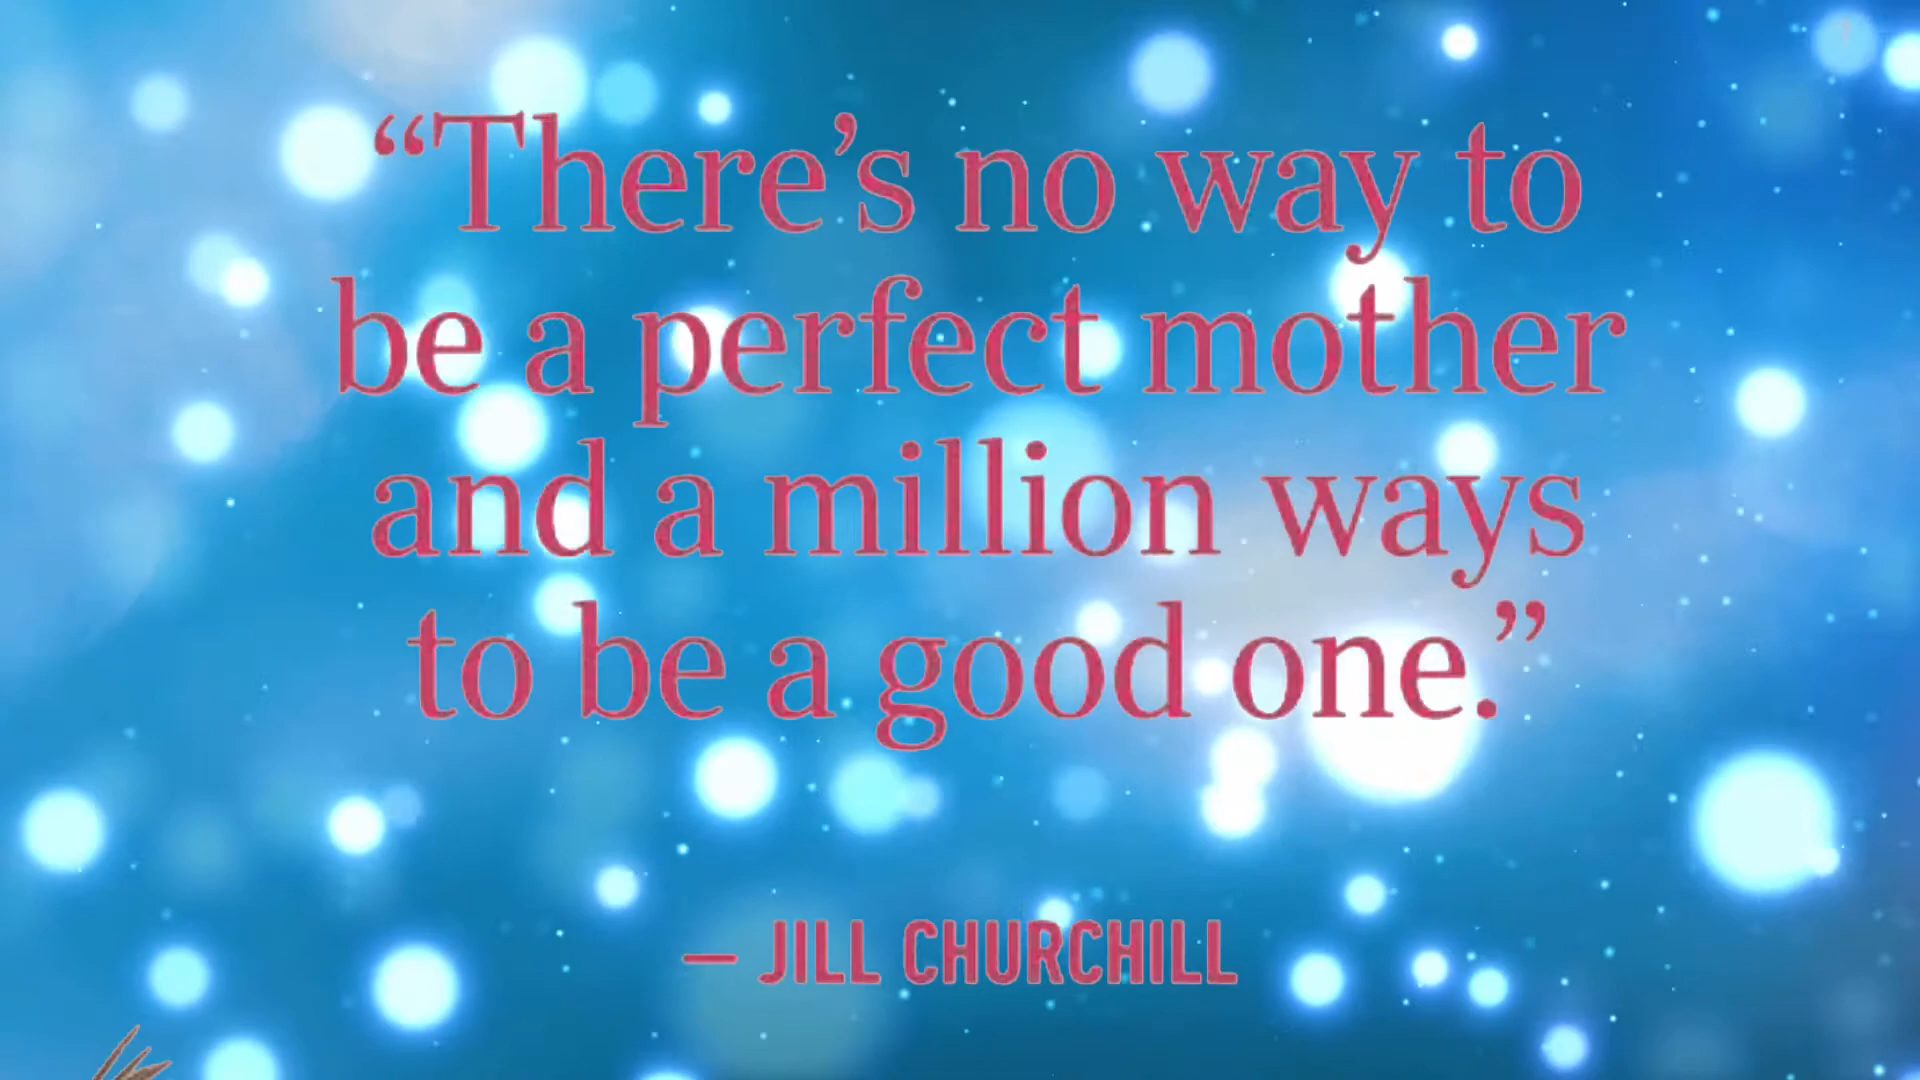 “There’s no way to
be a perfect mother
and a million ways
to be a good one.”
— JILL CHURCHILL